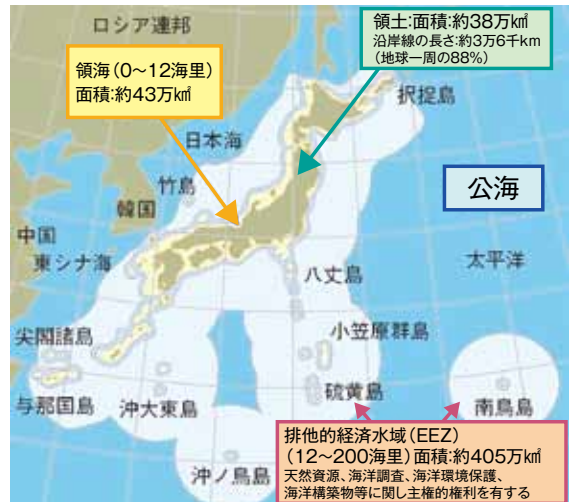 ロシア連邦
領土:面積:約38万km²
沿岸線の長さ:約3万6千km
(地球一周の88%)
領海(0〜12海里)
面積:約43万km²
択捉島
日本海
竹島
公海
韓国
中国
東シナ海
八丈島
太平洋
尖閣諸島
小笠原群島
与那国島
沖大東島
硫黄島
南鳥島
沖ノ鳥島
排他的経済水域(EEZ)
(12〜200海里)面積:約405万km²
天然資源、海洋調査、海洋環境保護、
海洋構築物等に関し主権的権利を有する